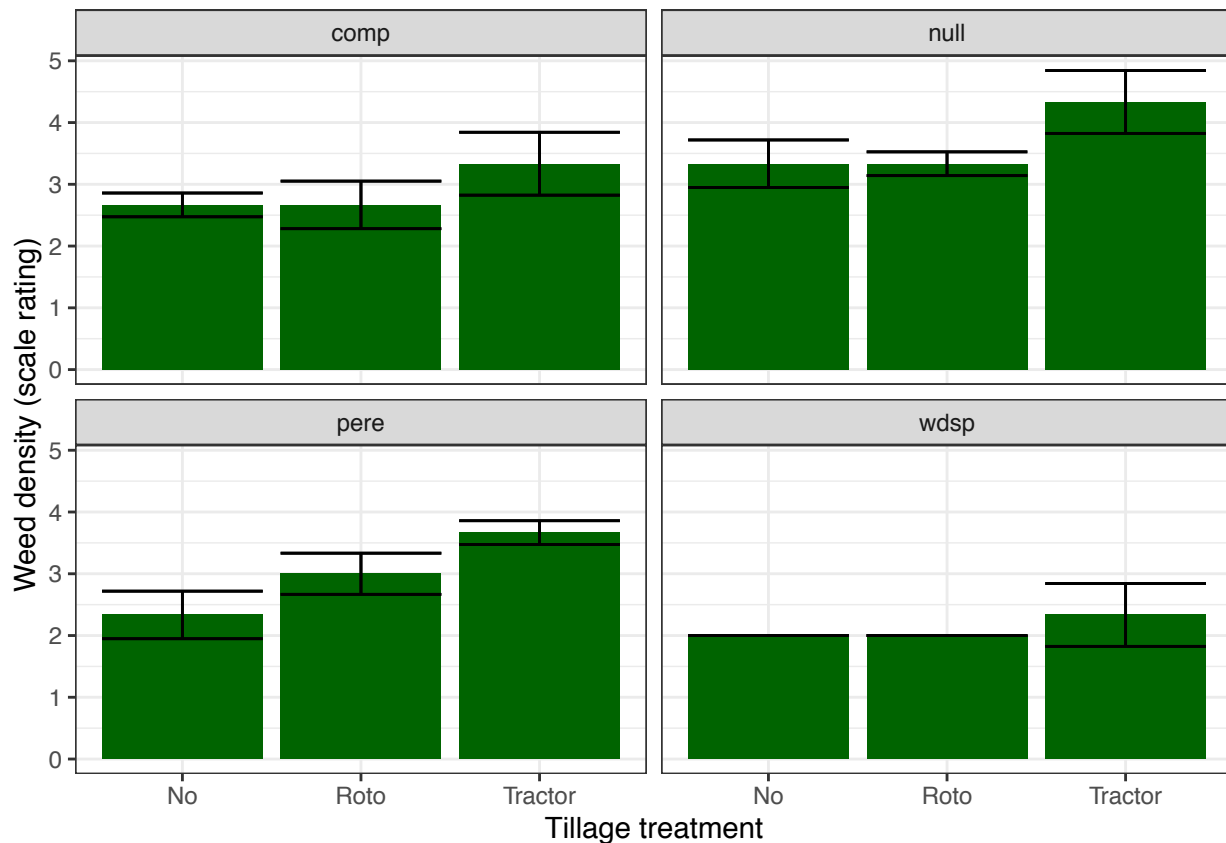 comp
null
5
4
3
2
1
0
pere
wdsp
5
4
3
2
1
0
No
Roto
Tractor
No
Roto
Tractor
Tillage treatment
Weed density (scale rating)